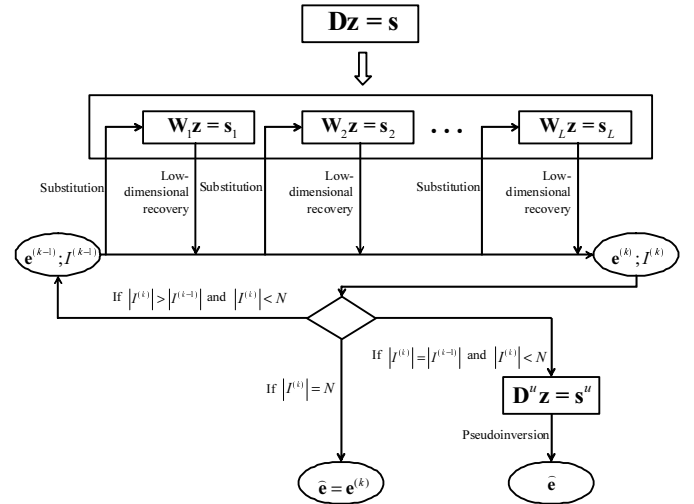 Dz = s
W₁z = s₁
W₂z = s₂
...
W_L z = s_L
Substitution
Low-
dimensional
recovery
Substitution
Low-
dimensional
recovery
Substitution
Low-
dimensional
recovery
e^(k-1); I^(k-1)
e^(k); I^(k)
If |I^(k)| > |I^(k-1)| and |I^(k)| < N
If |I^(k)| = |I^(k-1)| and |I^(k)| < N
If |I^(k)| = N
D^u z = s^u
Pseudoinversion
ê = e^(k)
ê